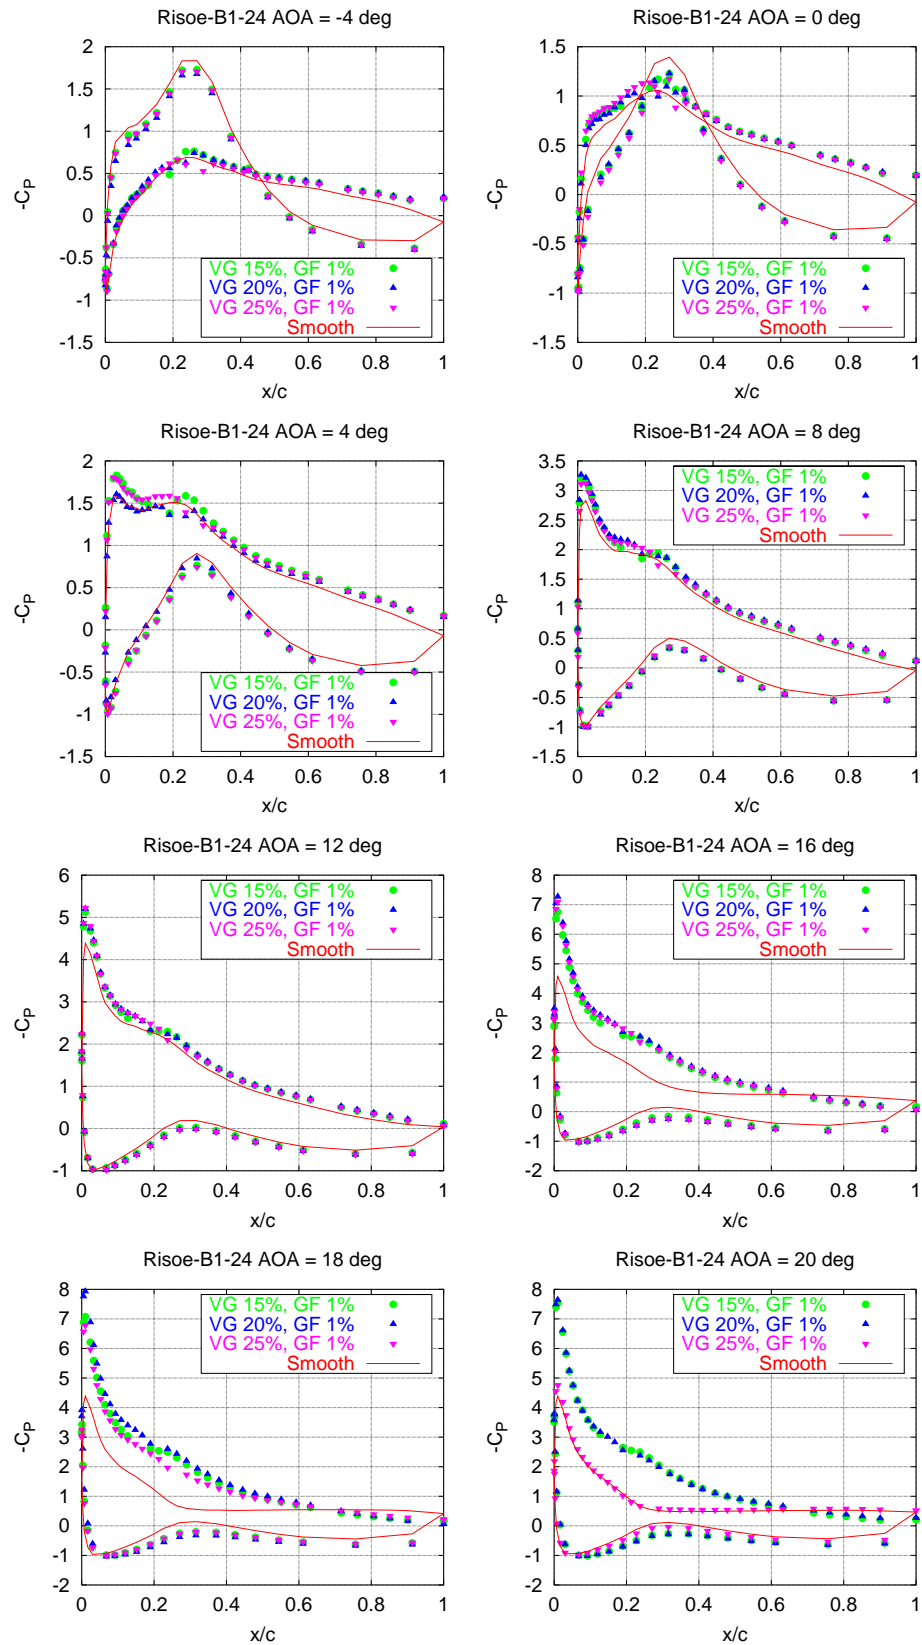 Risoe-B1-24 AOA = -4 deg
2
1.5
1
0.5
0
-0.5
-1
-1.5
-CP
VG 15%, GF 1%
VG 20%, GF 1%
VG 25%, GF 1%
Smooth
0 0.2 0.4 0.6 0.8 1
x/c
Risoe-B1-24 AOA = 0 deg
1.5
1
0.5
0
-0.5
-1
-1.5
-CP
VG 15%, GF 1%
VG 20%, GF 1%
VG 25%, GF 1%
Smooth
0 0.2 0.4 0.6 0.8 1
x/c
Risoe-B1-24 AOA = 4 deg
2
1.5
1
0.5
0
-0.5
-1
-1.5
-CP
VG 15%, GF 1%
VG 20%, GF 1%
VG 25%, GF 1%
Smooth
0 0.2 0.4 0.6 0.8 1
x/c
Risoe-B1-24 AOA = 8 deg
3.5
3
2.5
2
1.5
1
0.5
0
-0.5
-1
-1.5
-CP
VG 15%, GF 1%
VG 20%, GF 1%
VG 25%, GF 1%
Smooth
0 0.2 0.4 0.6 0.8 1
x/c
Risoe-B1-24 AOA = 12 deg
6
5
4
3
2
1
0
-1
-CP
VG 15%, GF 1%
VG 20%, GF 1%
VG 25%, GF 1%
Smooth
0 0.2 0.4 0.6 0.8 1
x/c
Risoe-B1-24 AOA = 16 deg
8
7
6
5
4
3
2
1
0
-1
-2
-CP
VG 15%, GF 1%
VG 20%, GF 1%
VG 25%, GF 1%
Smooth
0 0.2 0.4 0.6 0.8 1
x/c
Risoe-B1-24 AOA = 18 deg
8
7
6
5
4
3
2
1
0
-1
-2
-CP
VG 15%, GF 1%
VG 20%, GF 1%
VG 25%, GF 1%
Smooth
0 0.2 0.4 0.6 0.8 1
x/c
Risoe-B1-24 AOA = 20 deg
8
7
6
5
4
3
2
1
0
-1
-2
-CP
VG 15%, GF 1%
VG 20%, GF 1%
VG 25%, GF 1%
Smooth
0 0.2 0.4 0.6 0.8 1
x/c